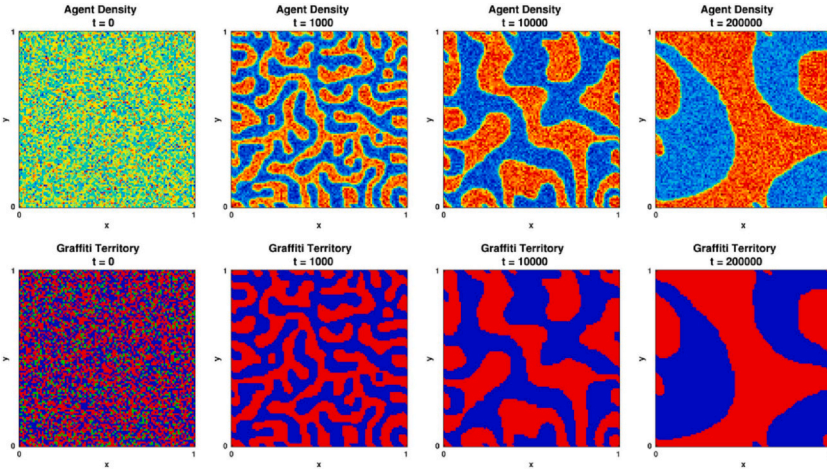 Agent Density
t = 0
Agent Density
t = 1000
Agent Density
t = 10000
Agent Density
t = 200000
1
y
0
0
x
1
1
y
0
0
x
1
1
y
0
0
x
1
1
y
0
0
x
Graffiti Territory
t = 0
Graffiti Territory
t = 1000
Graffiti Territory
t = 10000
Graffiti Territory
t = 200000
1
y
0
0
x
1
1
y
0
0
x
1
1
y
0
0
x
1
1
y
0
0
x